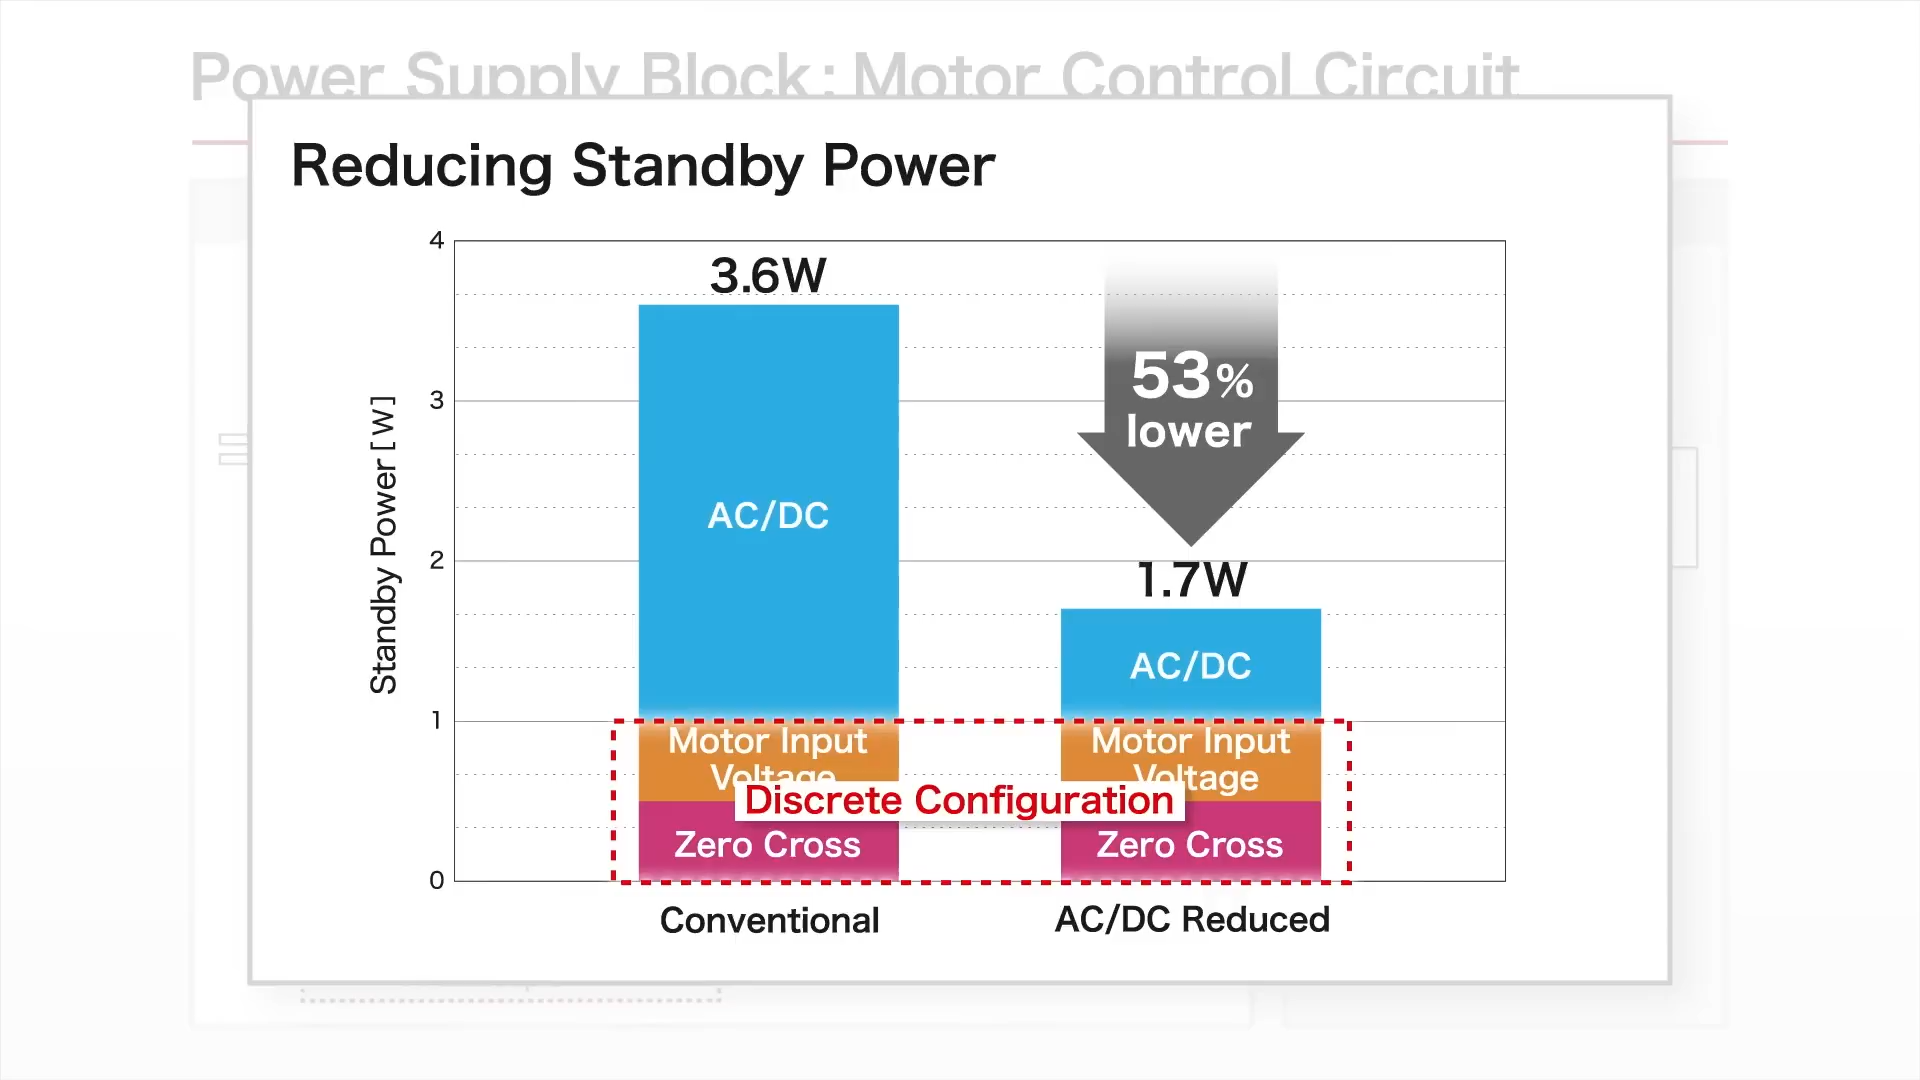 Power Supply Block: Motor Control Circuit
Reducing Standby Power
4
3.6W
53%
lower
3
Standby Power [W]
AC/DC
2
1.7W
AC/DC
1
Motor Input
Voltage
Motor Input
Voltage
Discrete Configuration
Zero Cross
Zero Cross
0
Conventional
AC/DC Reduced